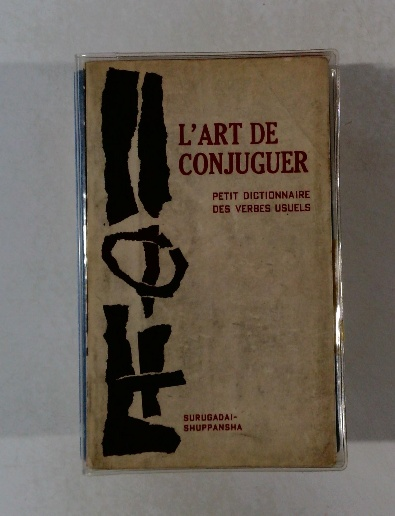 L'ART DE
CONJUGUER
PETIT DICTIONNAIRE
DES VERBES USUELS
SURUGADAI-
SHUPPANSHA